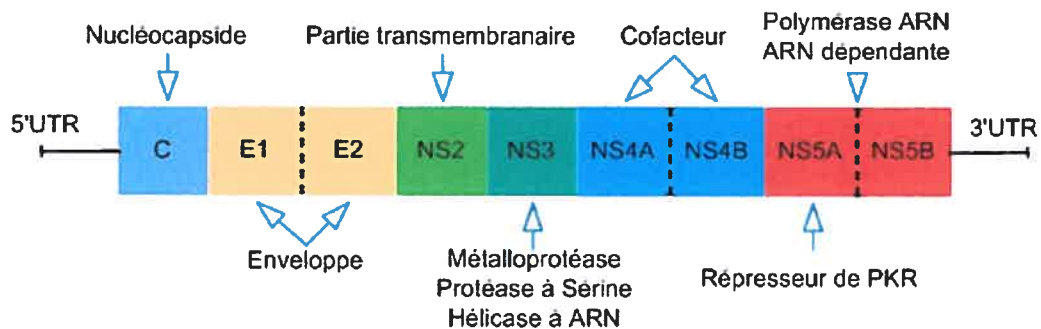 Nucléocapside
Partie transmembranaire
Cofacteur
Polymérase ARN
ARN dépendante
5'UTR
C
E1
E2
NS2
NS3
NS4A
NS4B
NS5A
NS5B
3'UTR
Enveloppe
Métalloprotéase
Protéase à Sérine
Hélicase à ARN
Répresseur de PKR